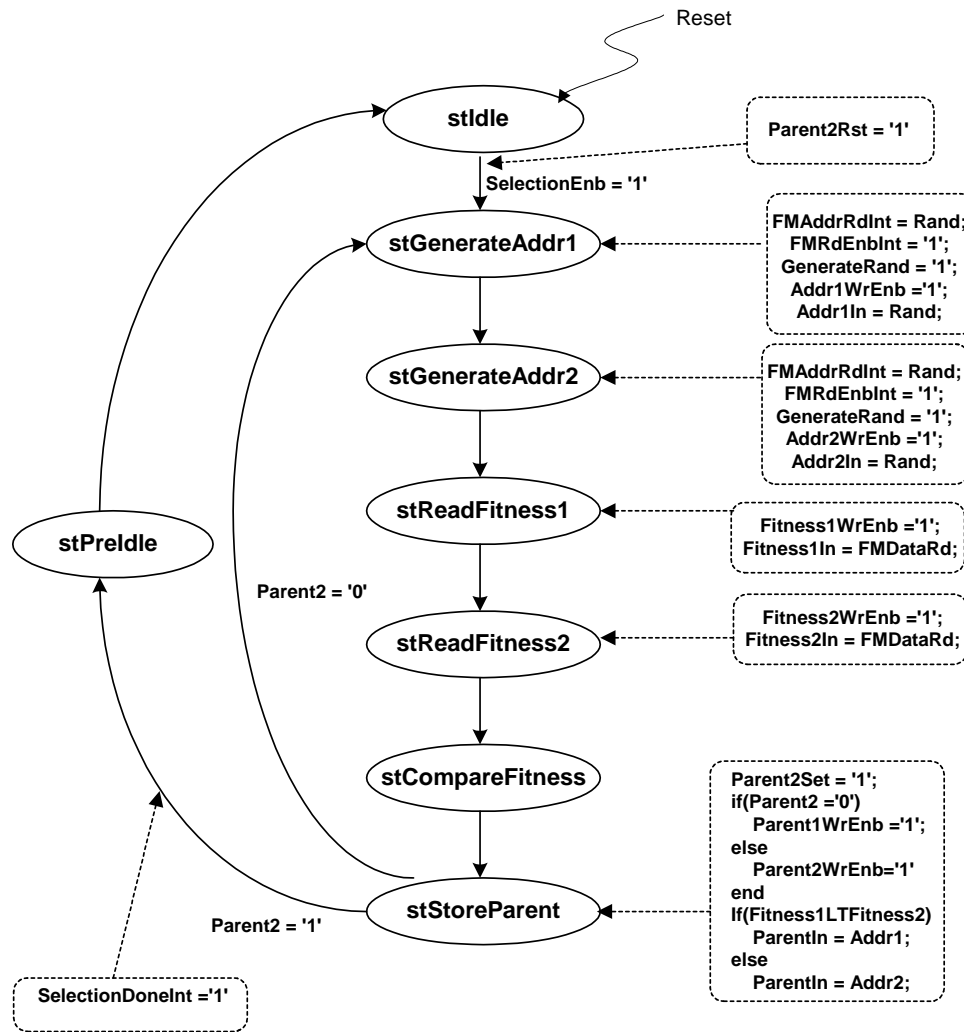 Reset
stIdle
Parent2Rst = '1'
SelectionEnb = '1'
stGenerateAddr1
FMAddrRdInt = Rand;
FMRdEnbInt = '1';
GenerateRand = '1';
Addr1WrEnb ='1';
Addr1In = Rand;
stGenerateAddr2
FMAddrRdInt = Rand;
FMRdEnbInt = '1';
GenerateRand = '1';
Addr2WrEnb ='1';
Addr2In = Rand;
stReadFitness1
Fitness1WrEnb ='1';
Fitness1In = FMDataRd;
stPreIdle
Parent2 = '0'
stReadFitness2
Fitness2WrEnb ='1';
Fitness2In = FMDataRd;
stCompareFitness
Parent2Set = '1';
if(Parent2 ='0')
Parent1WrEnb ='1';
else
Parent2WrEnb='1'
end
If(Fitness1LTFitness2)
ParentIn = Addr1;
else
ParentIn = Addr2;
stStoreParent
Parent2 = '1'
SelectionDoneInt ='1'